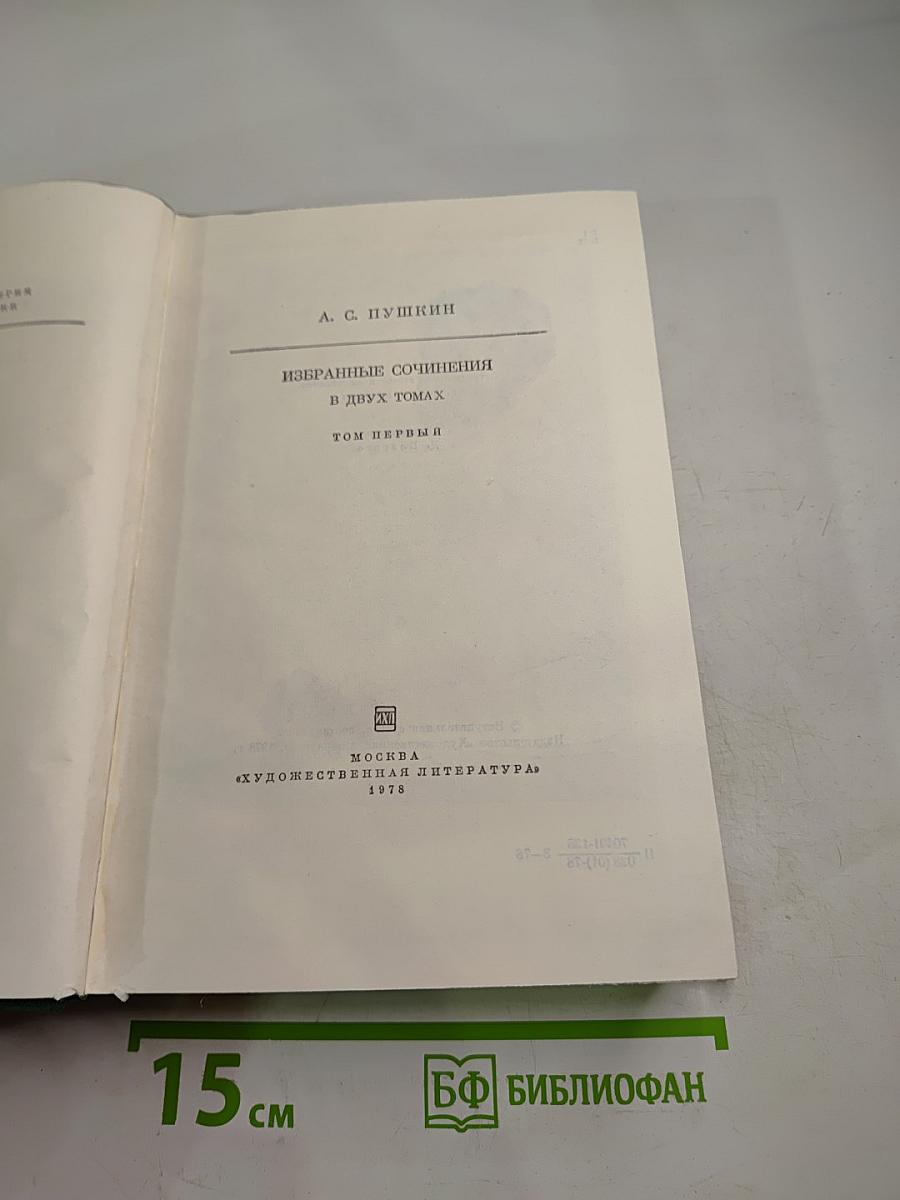 А. С. ПУШКИН
ИЗБРАННЫЕ СОЧИНЕНИЯ
В ДВУХ ТОМАХ
ТОМ ПЕРВЫЙ
МОСКВА
«ХУДОЖЕСТВЕННАЯ ЛИТЕРАТУРА»
1978
15 см
БФ БИБЛИОФАН